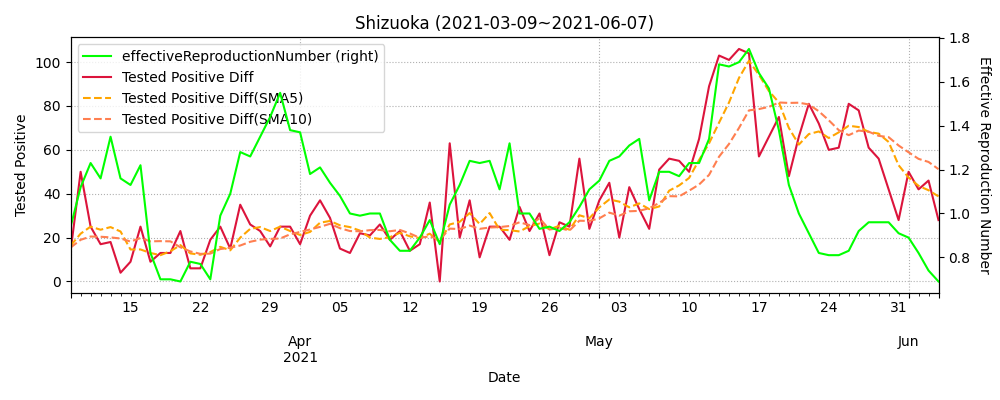 Shizuoka (2021-03-09~2021-06-07)
effectiveReproductionNumber (right)
Tested Positive Diff
Tested Positive Diff(SMA5)
Tested Positive Diff(SMA10)
Tested Positive
100
80
60
40
20
0
1.8
1.6
1.4
1.2
1.0
0.8
Effective Reproduction Number
15 22 29 05 12 19 26 03 10 17 24 31
Apr May Jun
2021
Date